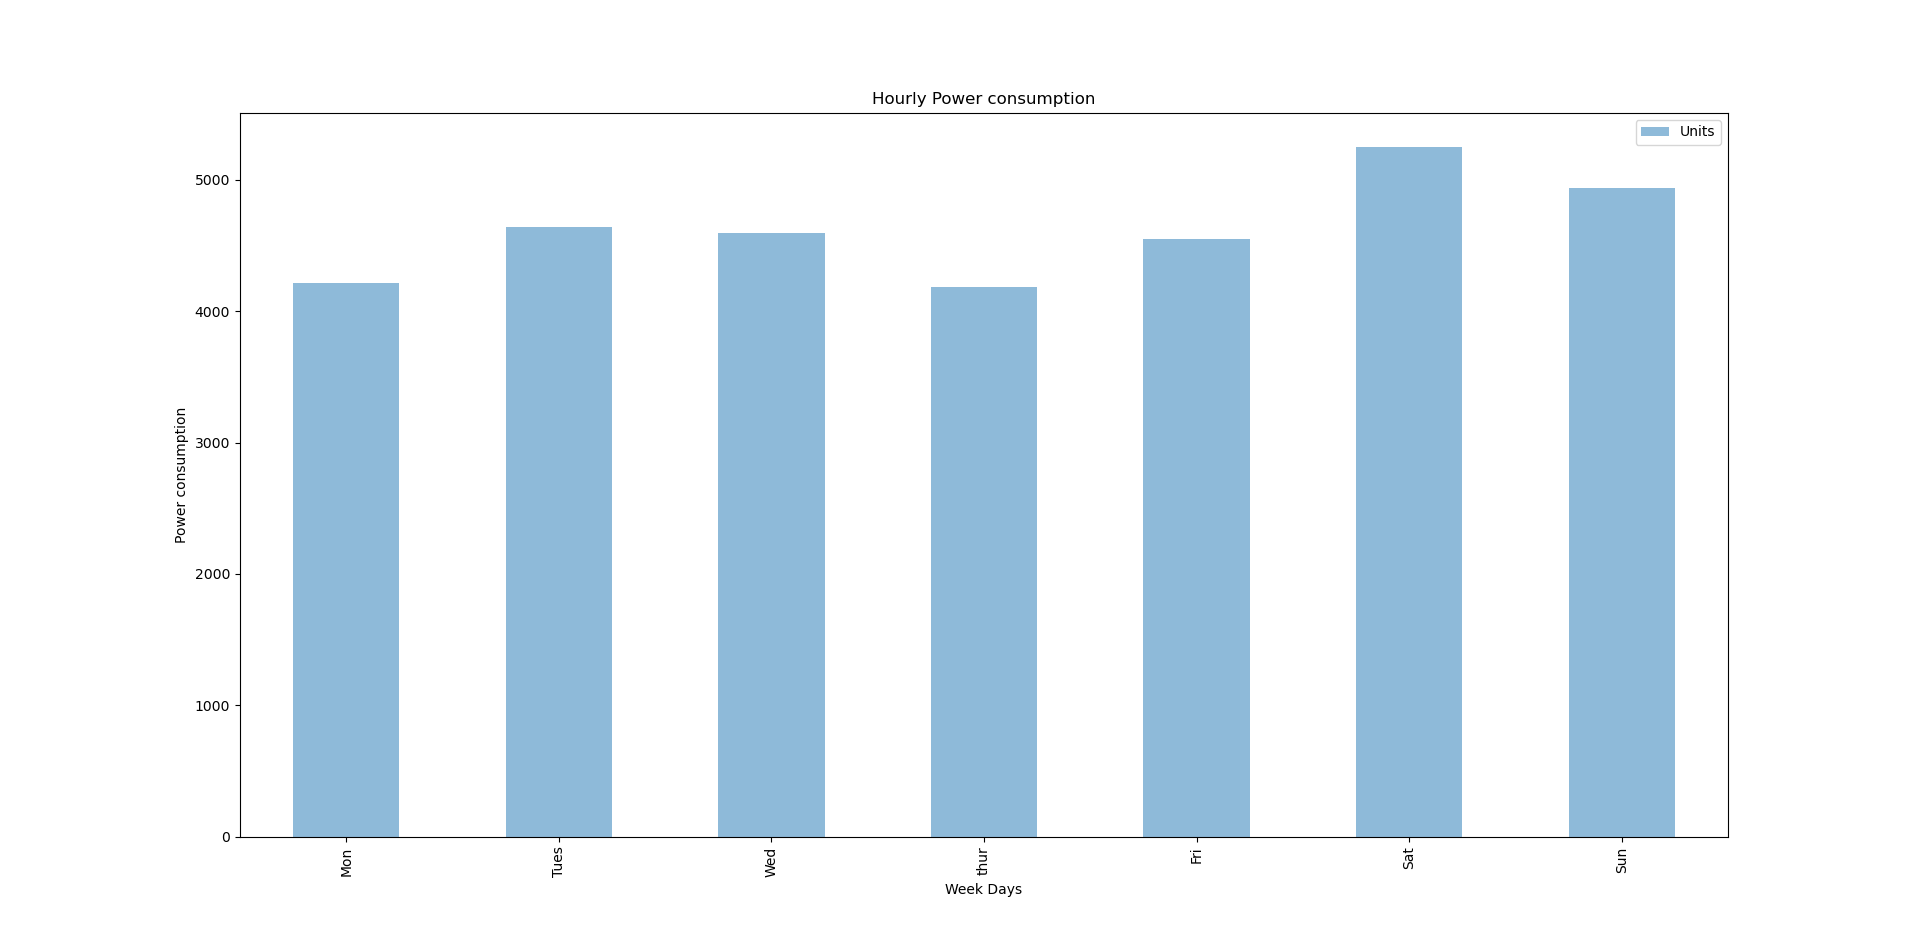 Hourly Power consumption
Units
5000
4000
3000
2000
1000
0
Power consumption
Mon
Tues
Wed
thur
Fri
Sat
Sun
Week Days